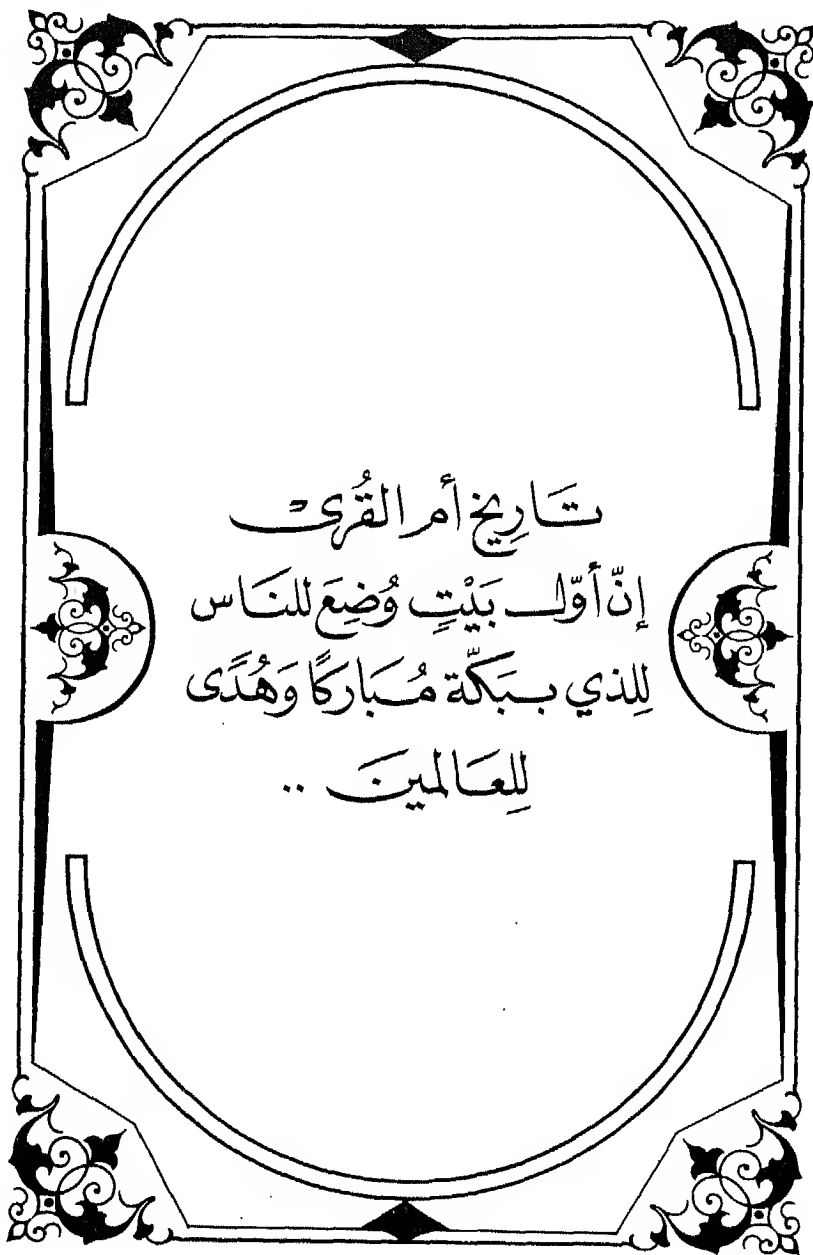 تَارِيخ أم القُرى
إنّ أوّل بَيْتٍ وُضِعَ للنَاس
لِلذي بَبَكّة مُبَارَكًا وَهُدًى
لِلعَالمينَ ..